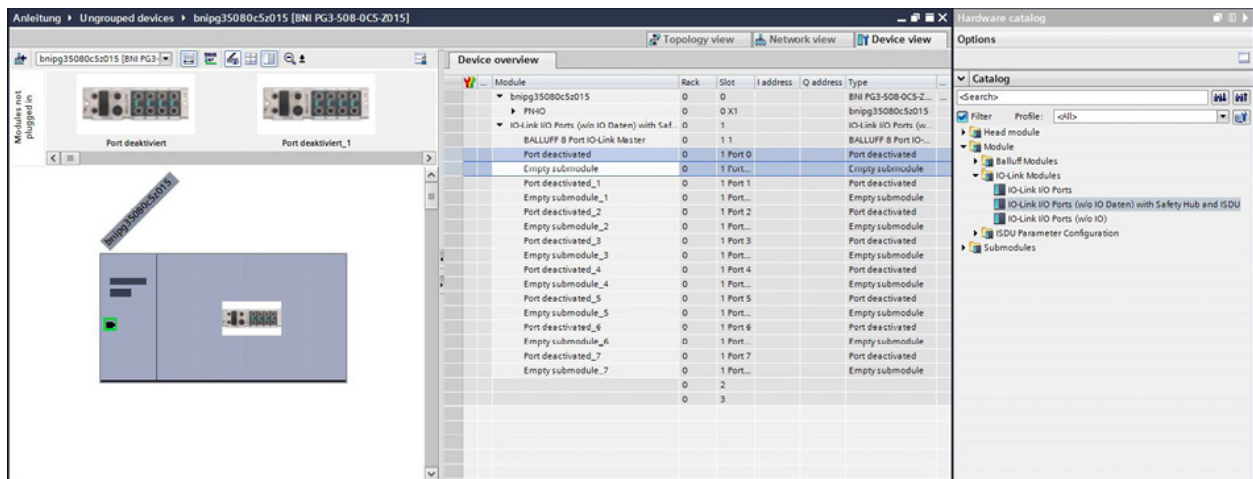 Anleitung ▸ Ungrouped devices ▸ bnipg35080c5z015 [BNI PG3-508-0C5-Z015]
Hardware catalog
Topology view Network view Device view
Options
bnipg35080c5z015 [BNI PG3-
Device overview
Modules not plugged in
Port deaktiviert Port deaktiviert_1
bnipg35080c5z015
... Module Rack Slot I address Q address Type ...
bnipg35080c5z015 0 0 BNI PG3-508-0C5-Z... ...
PN-IO 0 0 X1 bnipg35080c5z015
IO-Link I/O Ports (w/o IO Daten) with Saf... 0 1 IO-Link I/O Ports (w...
BALLUFF 8 Port IO-Link Master 0 1 1 BALLUFF 8 Port IO-...
Port deactivated 0 1 Port 0 Port deactivated
Empty submodule 0 1 Port... Empty submodule
Port deactivated_1 0 1 Port 1 Port deactivated
Empty submodule_1 0 1 Port... Empty submodule
Port deactivated_2 0 1 Port 2 Port deactivated
Empty submodule_2 0 1 Port... Empty submodule
Port deactivated_3 0 1 Port 3 Port deactivated
Empty submodule_3 0 1 Port... Empty submodule
Port deactivated_4 0 1 Port 4 Port deactivated
Empty submodule_4 0 1 Port... Empty submodule
Port deactivated_5 0 1 Port 5 Port deactivated
Empty submodule_5 0 1 Port... Empty submodule
Port deactivated_6 0 1 Port 6 Port deactivated
Empty submodule_6 0 1 Port... Empty submodule
Port deactivated_7 0 1 Port 7 Port deactivated
Empty submodule_7 0 1 Port... Empty submodule
0 2
0 3
Catalog
<Search>
Filter Profile: <All>
Head module
Module
Balluff Modules
IO-Link Modules
IO-Link I/O Ports
IO-Link I/O Ports (w/o IO Daten) with Safety Hub and ISDU
IO-Link I/O Ports (w/o IO)
ISDU Parameter Configuration
Submodules